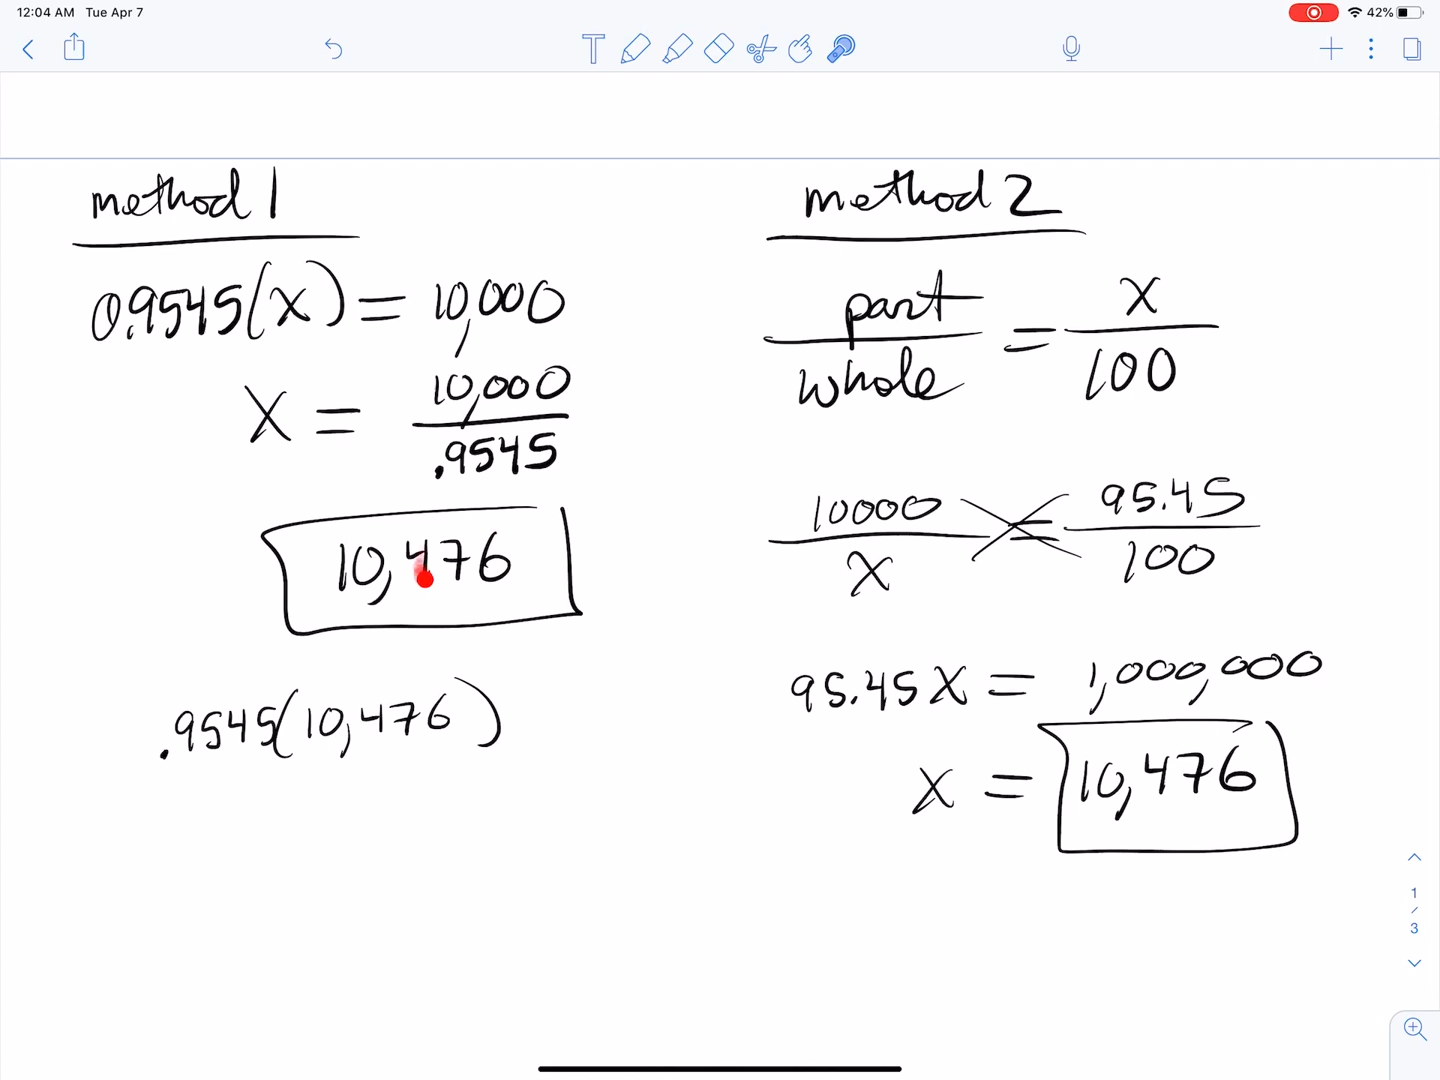 12:04 AM Tue Apr 7
42%
method 1
0.9545(x) = 10,000
x = 10,000
.9545
10,476
.9545(10,476)
method 2
part = x
whole 100
10000 = 95.45
x 100
95.45x = 1,000,000
x = 10,476
1
/
3